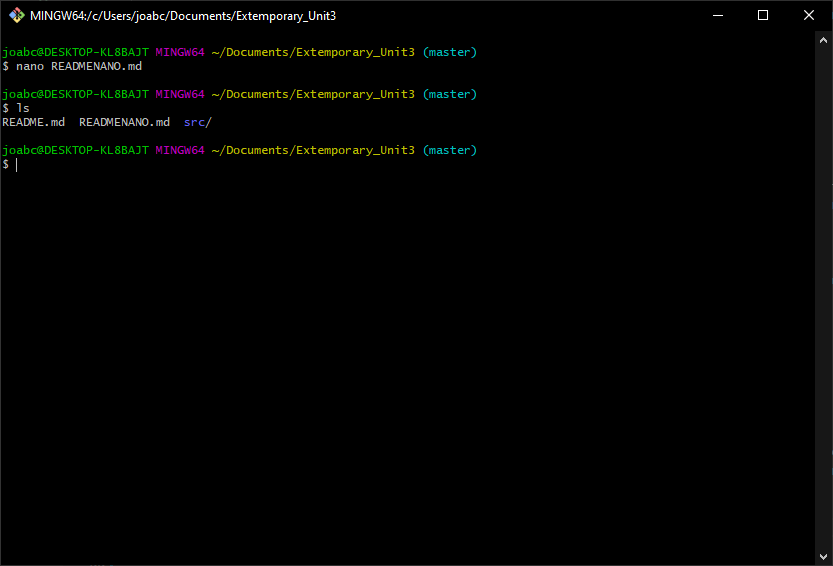 MINGW64:/c/Users/joabc/Documents/Extemporary_Unit3
joabc@DESKTOP-KL8BAJT MINGW64 ~/Documents/Extemporary_Unit3 (master)
$ nano READMENANO.md
joabc@DESKTOP-KL8BAJT MINGW64 ~/Documents/Extemporary_Unit3 (master)
$ ls
README.md  READMENANO.md  src/
joabc@DESKTOP-KL8BAJT MINGW64 ~/Documents/Extemporary_Unit3 (master)
$